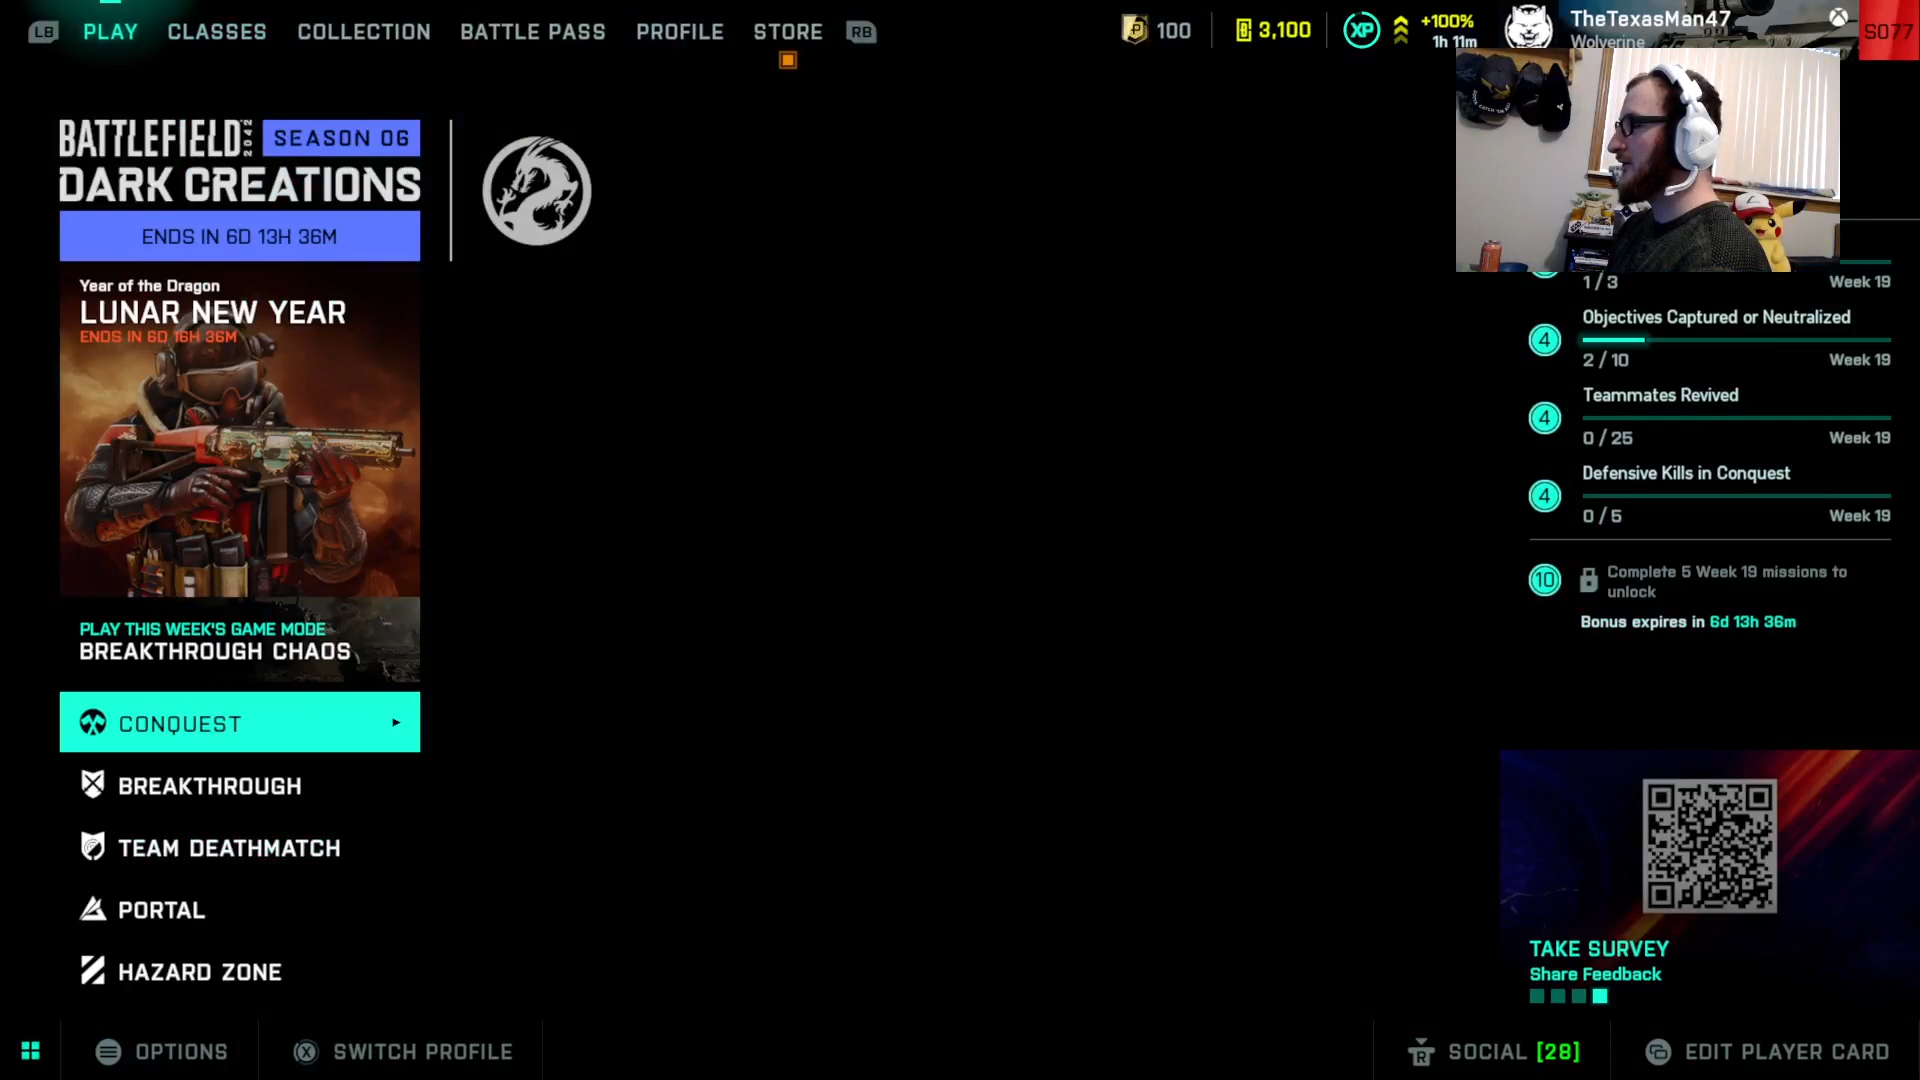 LB PLAY CLASSES COLLECTION BATTLE PASS PROFILE STORE RB
100 3,100 XP +100% 1h 11m
TheTexasMan47
Wolverine
S077
BATTLEFIELD 2042 SEASON 06
DARK CREATIONS
ENDS IN 6D 13H 36M
Year of the Dragon
LUNAR NEW YEAR
ENDS IN 6D 16H 36M
PLAY THIS WEEK'S GAME MODE
BREAKTHROUGH CHAOS
CONQUEST
BREAKTHROUGH
TEAM DEATHMATCH
PORTAL
HAZARD ZONE
1/3 Week 19
Objectives Captured or Neutralized
4
2/10 Week 19
Teammates Revived
4
0/25 Week 19
Defensive Kills in Conquest
4
0/5 Week 19
10 Complete 5 Week 19 missions to
unlock
Bonus expires in 6d 13h 36m
TAKE SURVEY
Share Feedback
OPTIONS X SWITCH PROFILE R SOCIAL [28] EDIT PLAYER CARD